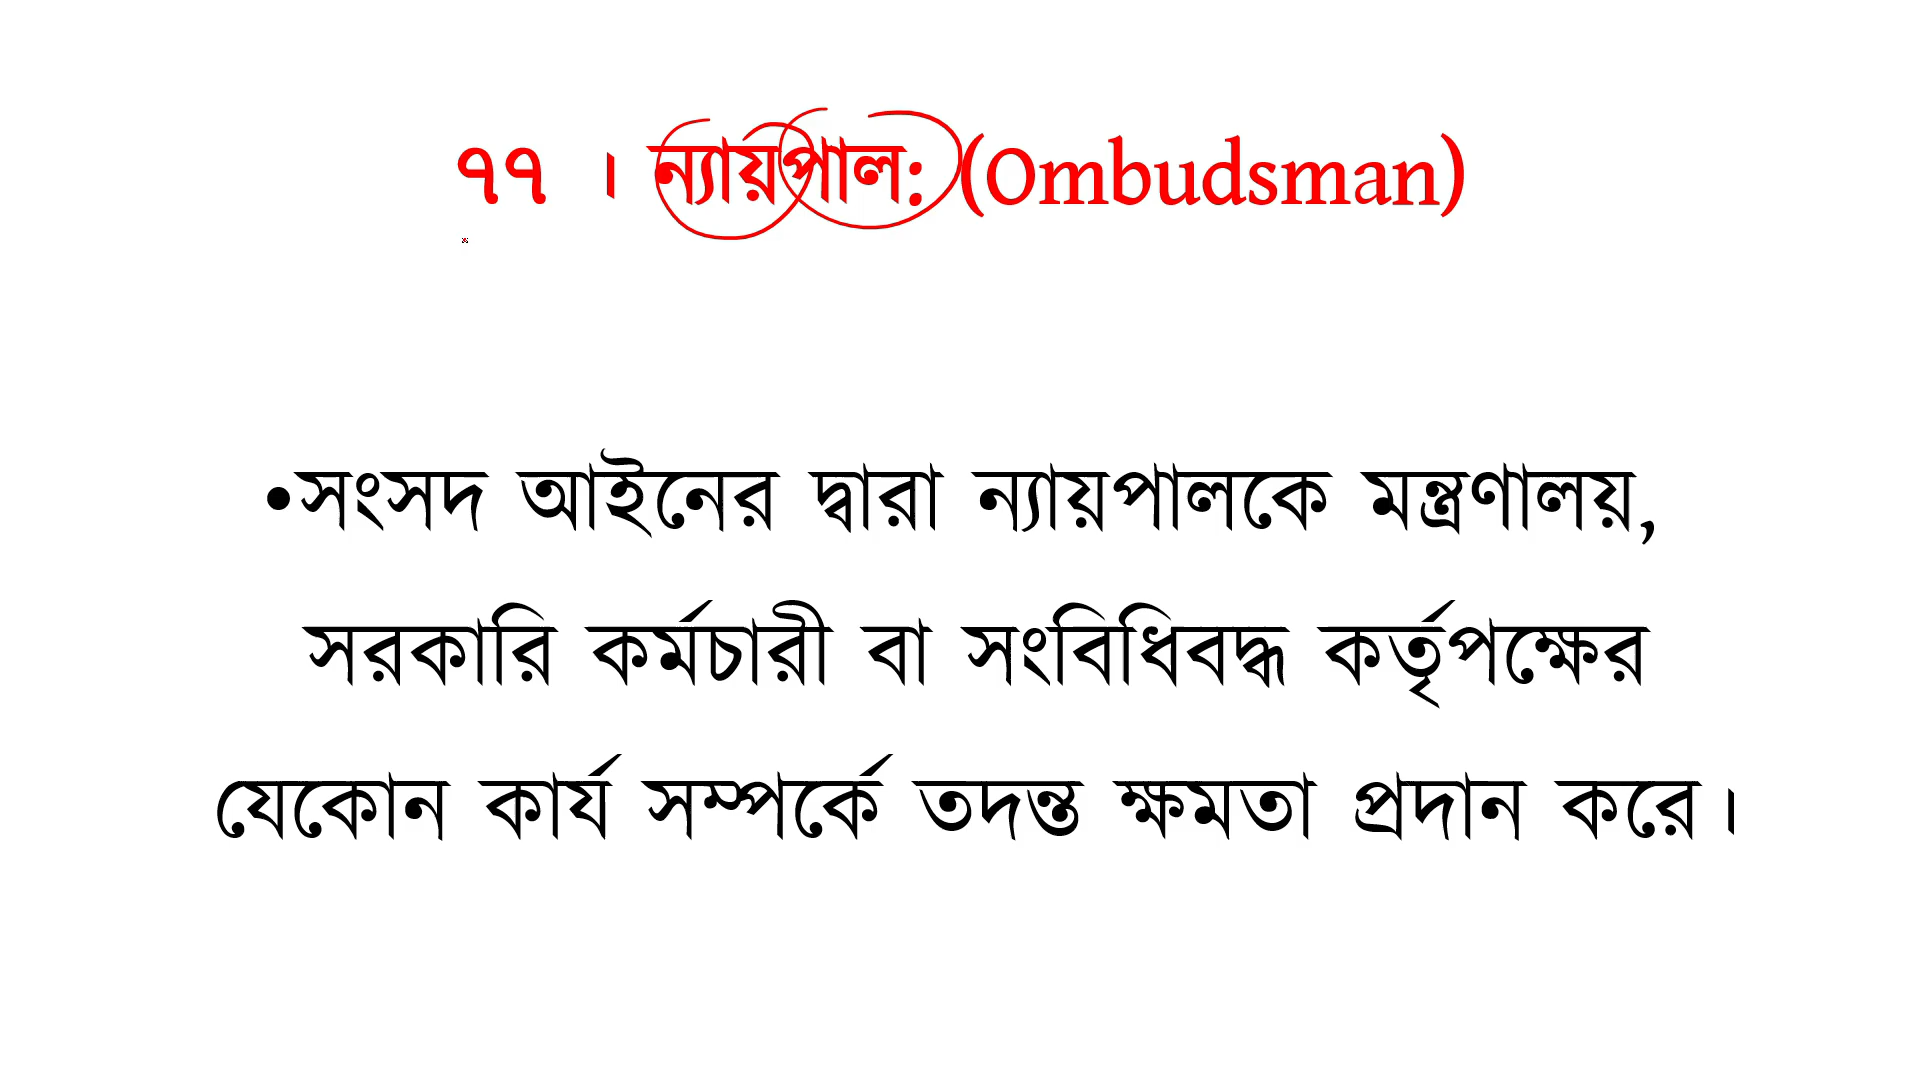 ৭৭ । ন্যায়পাল: (Ombudsman)
•সংসদ আইনের দ্বারা ন্যায়পালকে মন্ত্রণালয়,
সরকারি কর্মচারী বা সংবিধিবদ্ধ কর্তৃপক্ষের
যেকোন কার্য সম্পর্কে তদন্ত ক্ষমতা প্রদান করে।